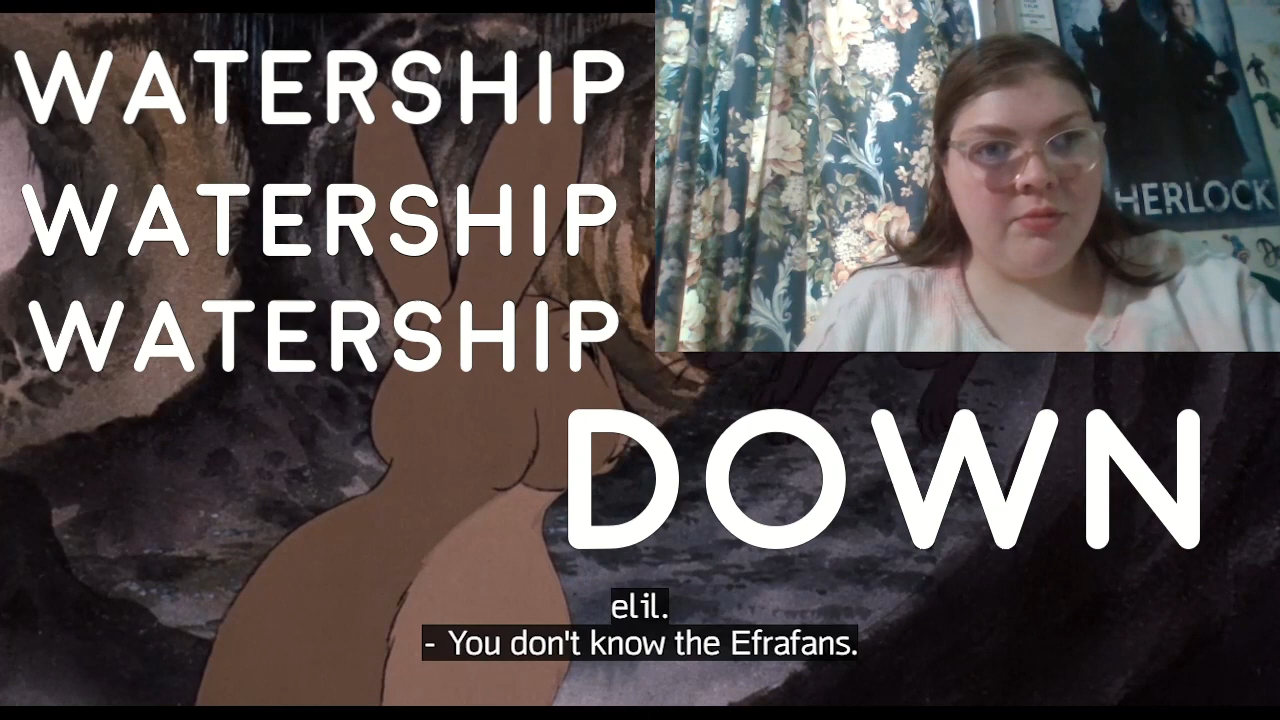 WATERSHIP
WATERSHIP
WATERSHIP
HERLOCK
DOWN
elil.
- You don't know the Efrafans.